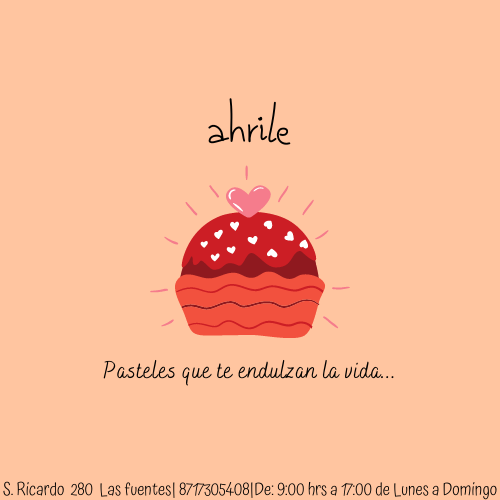 ahrile
Pasteles que te endulzan la vida...
S. Rícardo 280 Las fuentes| 8717305408|De: 9:00 hrs a 17:00 de Lunes a Domingo